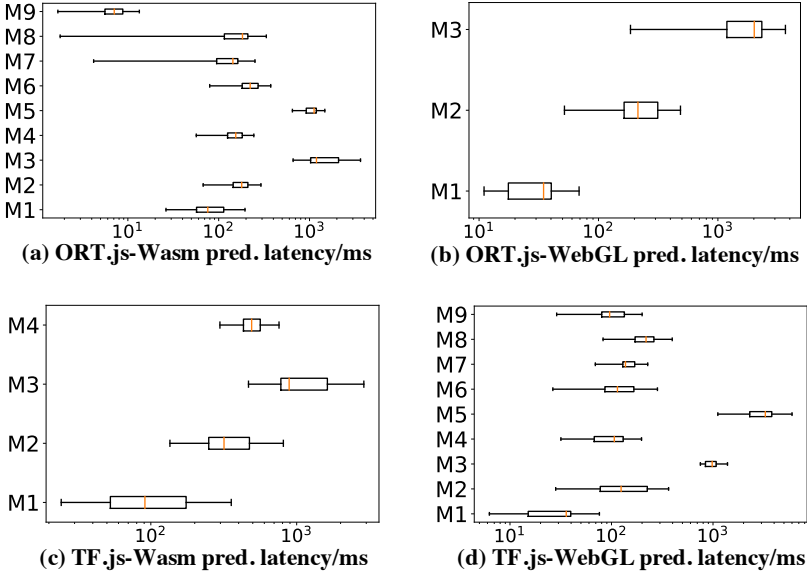 M9
M8
M7
M6
M5
M4
M3
M2
M1
10¹ 10² 10³
(a) ORT.js-Wasm pred. latency/ms
M3
M2
M1
10¹ 10² 10³
(b) ORT.js-WebGL pred. latency/ms
M4
M3
M2
M1
10² 10³
(c) TF.js-Wasm pred. latency/ms
M9
M8
M7
M6
M5
M4
M3
M2
M1
10¹ 10² 10³
(d) TF.js-WebGL pred. latency/ms